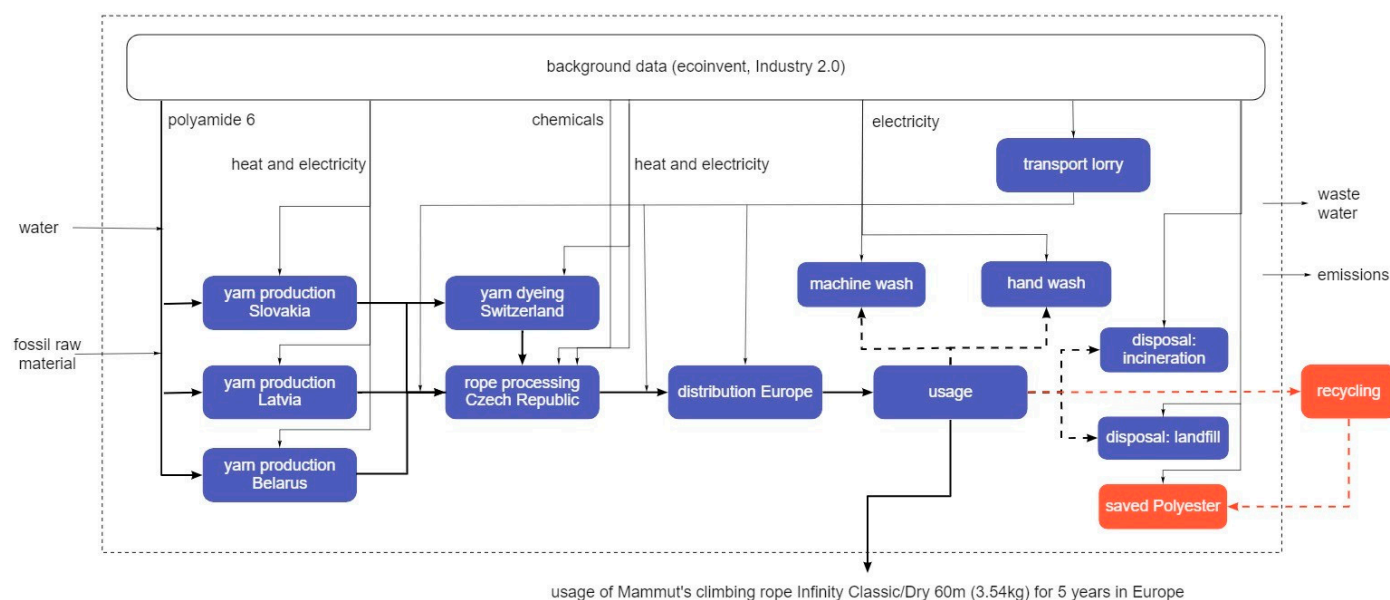 background data (ecoinvent, Industry 2.0)
polyamide 6
chemicals
electricity
heat and electricity
heat and electricity
transport lorry
water
waste
water
yarn production
Slovakia
yarn dyeing
Switzerland
machine wash
hand wash
emissions
fossil raw
material
disposal:
incineration
yarn production
Latvia
rope processing
Czech Republic
distribution Europe
usage
recycling
disposal: landfill
yarn production
Belarus
saved Polyester
usage of Mammut's climbing rope Infinity Classic/Dry 60m (3.54kg) for 5 years in Europe